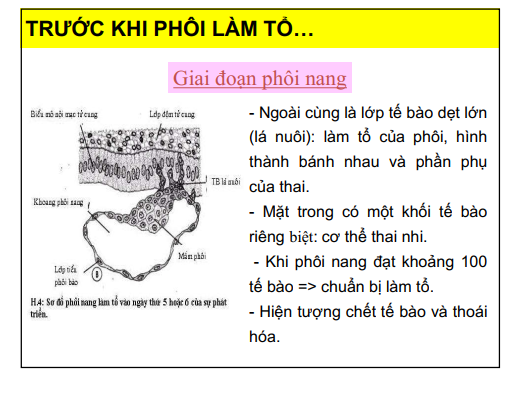 TRƯỚC KHI PHÔI LÀM TỔ…
Giai đoạn phôi nang
Biểu mô nội mạc tử cung
Lớp đệm tử cung
TB lá nuôi
Khoang phôi nang
Mầm phôi
Lớp tiểu
phôi bào
H.4: Sơ đồ phôi nang làm tổ vào ngày thứ 5 hoặc 6 của sự phát
triển.
- Ngoài cùng là lớp tế bào dẹt lớn
(lá nuôi): làm tổ của phôi, hình
thành bánh nhau và phần phụ
của thai.
- Mặt trong có một khối tế bào
riêng biệt: cơ thể thai nhi.
- Khi phôi nang đạt khoảng 100
tế bào => chuẩn bị làm tổ.
- Hiện tượng chết tế bào và thoái
hóa.